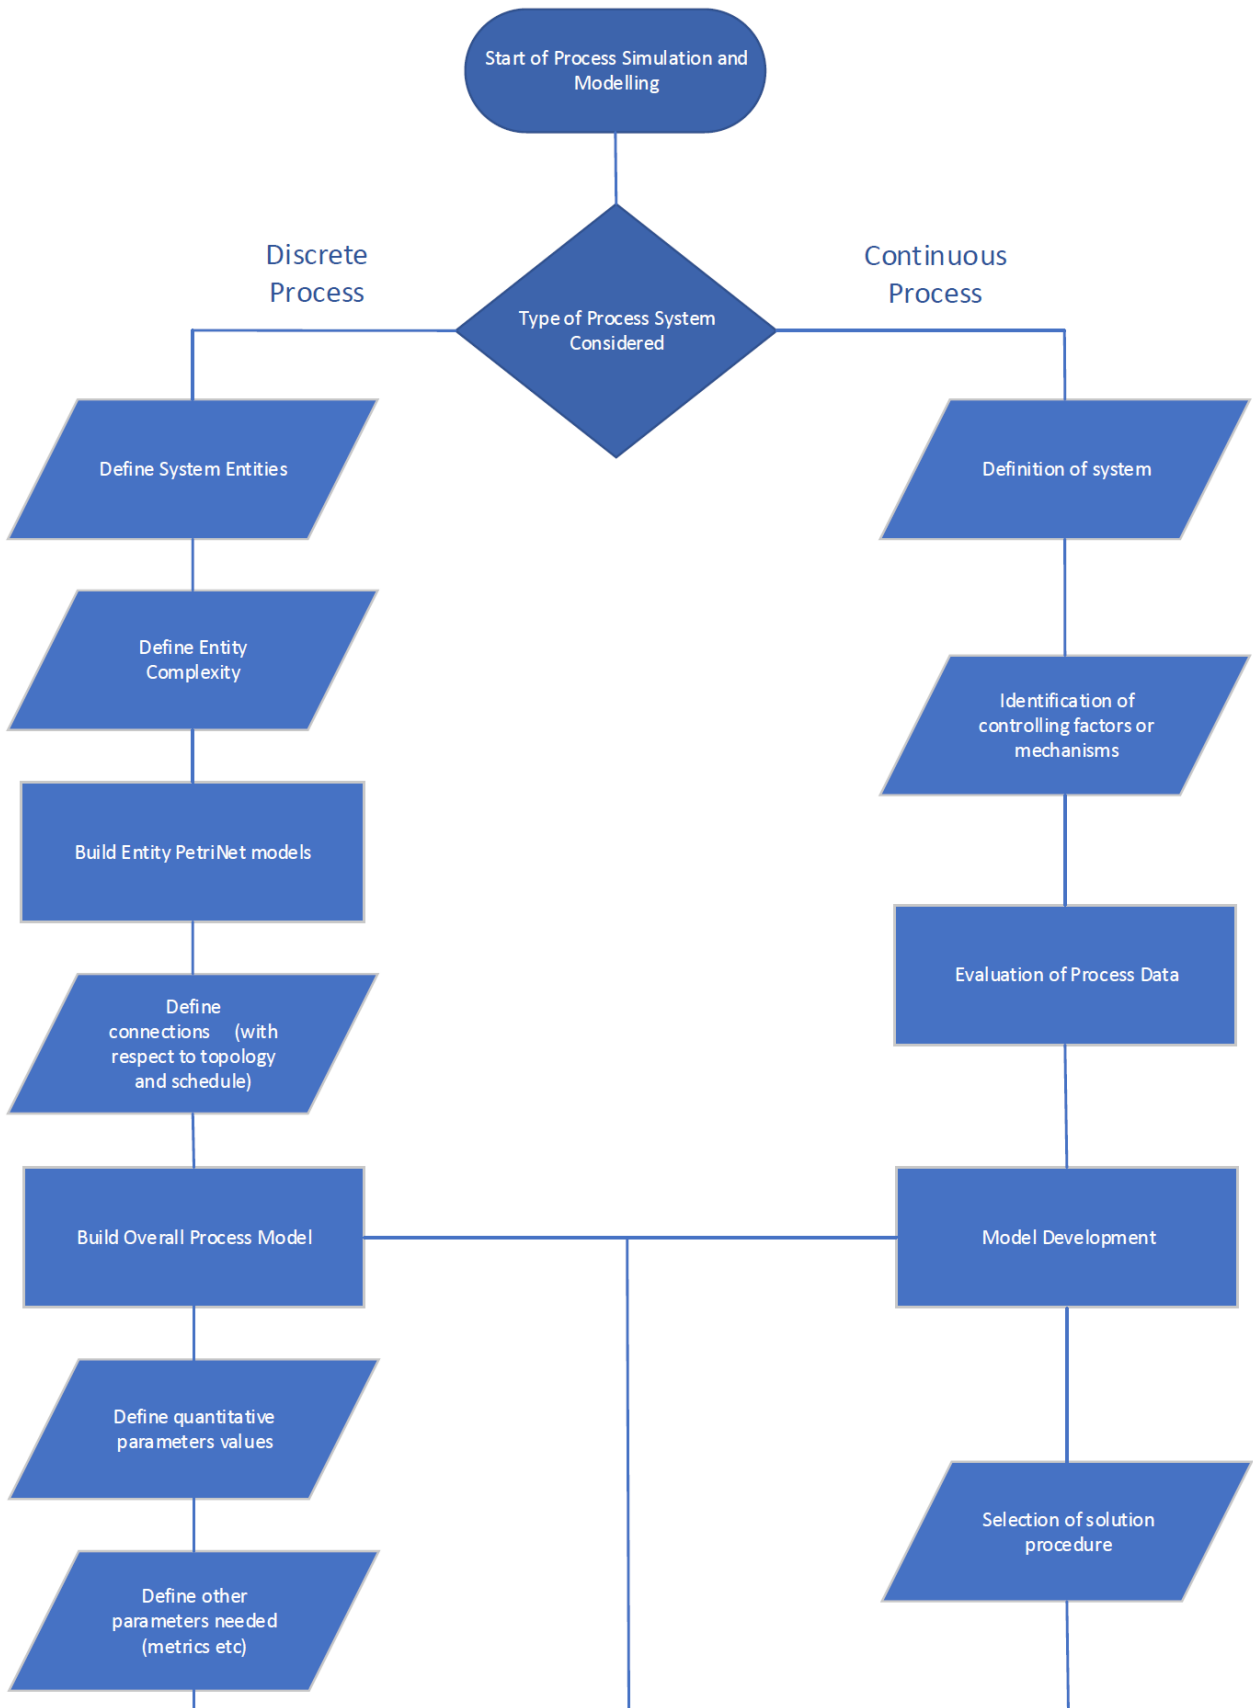 Start of Process Simulation and
Modelling
Discrete
Process
Continuous
Process
Type of Process System
Considered
Define System Entities
Definition of system
Define Entity
Complexity
Identification of
controlling factors or
mechanisms
Build Entity PetriNet models
Evaluation of Process Data
Define
connections (with
respect to topology
and schedule)
Build Overall Process Model
Model Development
Define quantitative
parameters values
Selection of solution
procedure
Define other
parameters needed
(metrics etc)